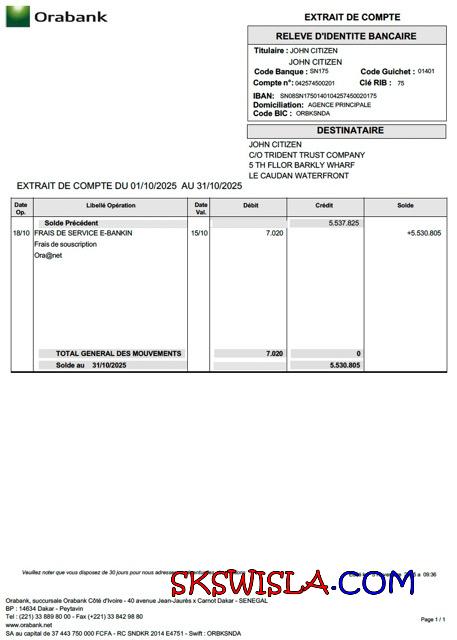 Orabank
EXTRAIT DE COMPTE
RELEVE D'IDENTITE BANCAIRE
Titulaire : JOHN CITIZEN
JOHN CITIZEN
Code Banque : SN175 Code Guichet : 01401
Compte n°: 042574500201 Clé RIB : 75
IBAN: SN08SN1750140104257450020175
Domiciliation: AGENCE PRINCIPALE
Code BIC : ORBKSNDA
DESTINATAIRE
JOHN CITIZEN
C/O TRIDENT TRUST COMPANY
5 TH FLLOR BARKLY WHARF
LE CAUDAN WATERFRONT
EXTRAIT DE COMPTE DU 01/10/2025 AU 31/10/2025
Date Op. Libellé Opération Date Val. Débit Crédit Solde
Solde Précédent 5.537.825
18/10 FRAIS DE SERVICE E-BANKIN 15/10 7.020 +5.530.805
Frais de souscription
Ora@net
TOTAL GENERAL DES MOUVEMENTS 7.020 0
Solde au 31/10/2025 5.530.805
Veuillez noter que vous disposez de 30 jours pour nous adresser
a 09:36
SKSWISLA.COM
Orabank, succursale Orabank Côte d'Ivoire - 40 avenue Jean-Jaurès x Carnot Dakar - SENEGAL
BP : 14634 Dakar - Peytavin
Tel : (221) 33 889 80 00 - Fax (+221) 33 842 98 80
www.orabank.net
SA au capital de 37 443 750 000 FCFA - RC SNDKR 2014 E4751 - Swift : ORBKSNDA
Page 1 / 1